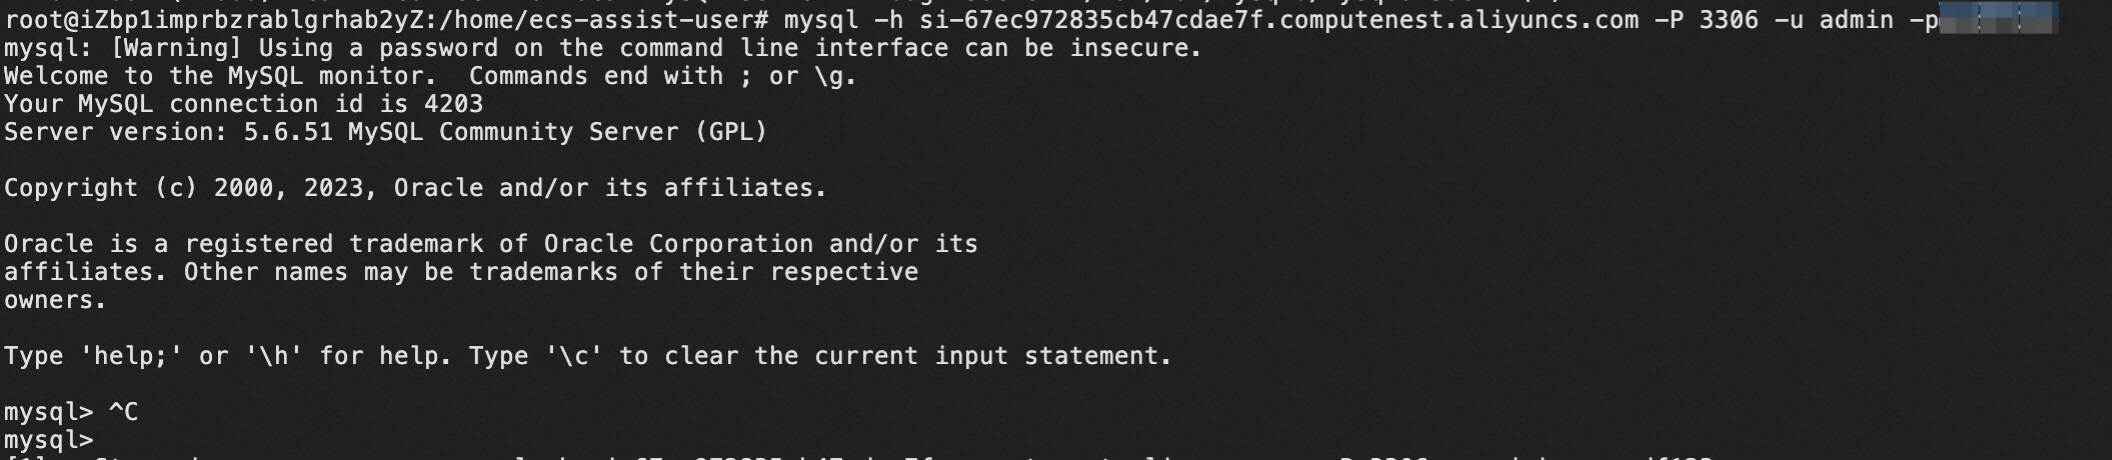 root@iZbp1imprbzrablgrhab2yZ:/home/ecs-assist-user# mysql -h si-67ec972835cb47cdae7f.computenest.aliyuncs.com -P 3306 -u admin -p
mysql: [Warning] Using a password on the command line interface can be insecure.
Welcome to the MySQL monitor.  Commands end with ; or \g.
Your MySQL connection id is 4203
Server version: 5.6.51 MySQL Community Server (GPL)
Copyright (c) 2000, 2023, Oracle and/or its affiliates.
Oracle is a registered trademark of Oracle Corporation and/or its
affiliates. Other names may be trademarks of their respective
owners.
Type 'help;' or '\h' for help. Type '\c' to clear the current input statement.
mysql> ^C
mysql>